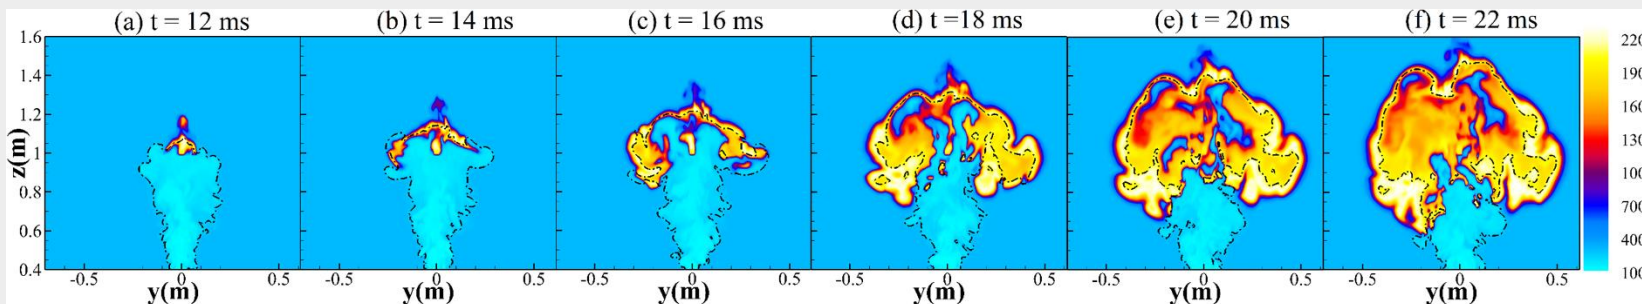 (a) t = 12 ms
(b) t = 14 ms
(c) t = 16 ms
(d) t =18 ms
(e) t = 20 ms
(f) t = 22 ms
z(m)
1.6
1.4
1.2
1
0.8
0.6
0.4
-0.5 0 0.5
y(m)
-0.5 0 0.5
y(m)
-0.5 0 0.5
y(m)
-0.5 0 0.5
y(m)
-0.5 0 0.5
y(m)
-0.5 0 0.5
y(m)
220
190
160
130
100
700
400
100